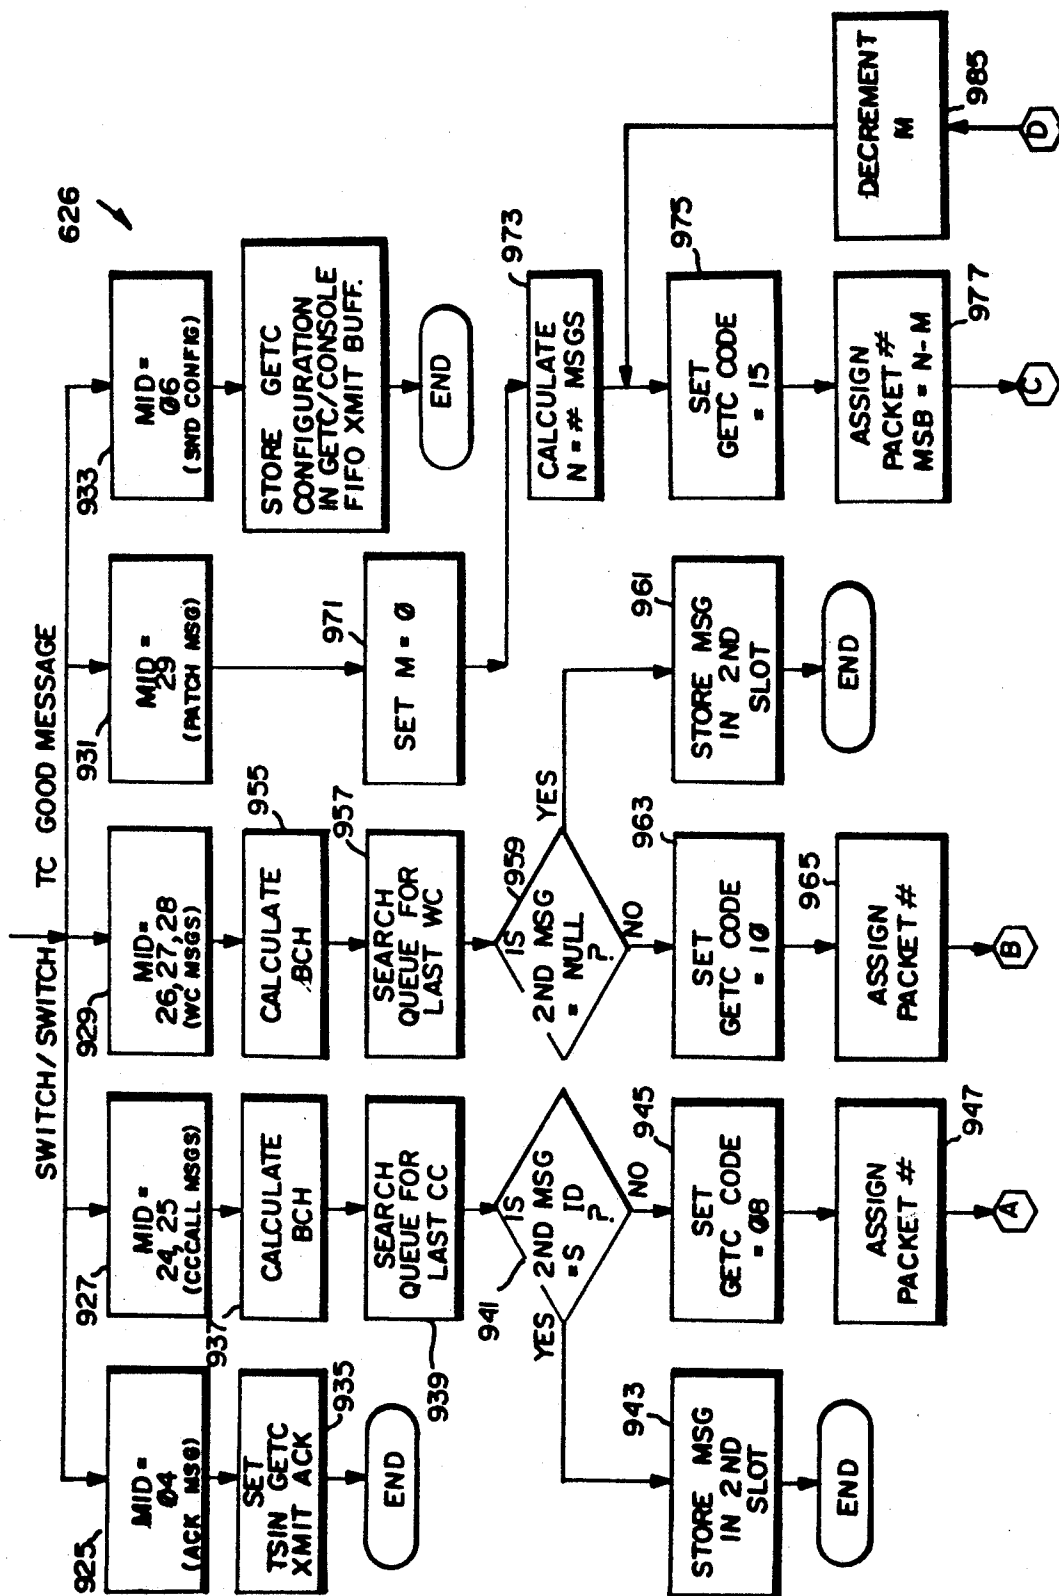 626
SWITCH/SWITCH TC GOOD MESSAGE
925
MID =
04
(ACK MSG)
SET
TSIN GETC
XMIT ACK
935
END
927
MID =
24, 25
(CCCALL MSGS)
937
CALCULATE
BCH
SEARCH
QUEUE FOR
LAST CC
939
941
IS
2ND MSG
=S ID
?
YES
NO
943
STORE MSG
IN 2ND
SLOT
END
945
SET
GETC CODE
= 08
947
ASSIGN
PACKET #
A
929
MID =
26, 27, 28
(WC MSGS)
955
CALCULATE
BCH
957
SEARCH
QUEUE FOR
LAST WC
959
IS
2ND MSG
= NULL
?
YES
NO
961
STORE MSG
IN 2ND
SLOT
END
963
SET
GETC CODE
= 10
965
ASSIGN
PACKET #
B
931
MID =
29
(PATCH MSG)
971
SET M = 0
933
MID =
06
(SND CONFIG)
STORE GETC
CONFIGURATION
IN GETC/CONSOLE
FIFO XMIT BUFF.
END
973
CALCULATE
N = # MSGS
975
SET
GETC CODE
= 15
977
ASSIGN
PACKET #
MSB = N-M
C
DECREMENT
M
985
D